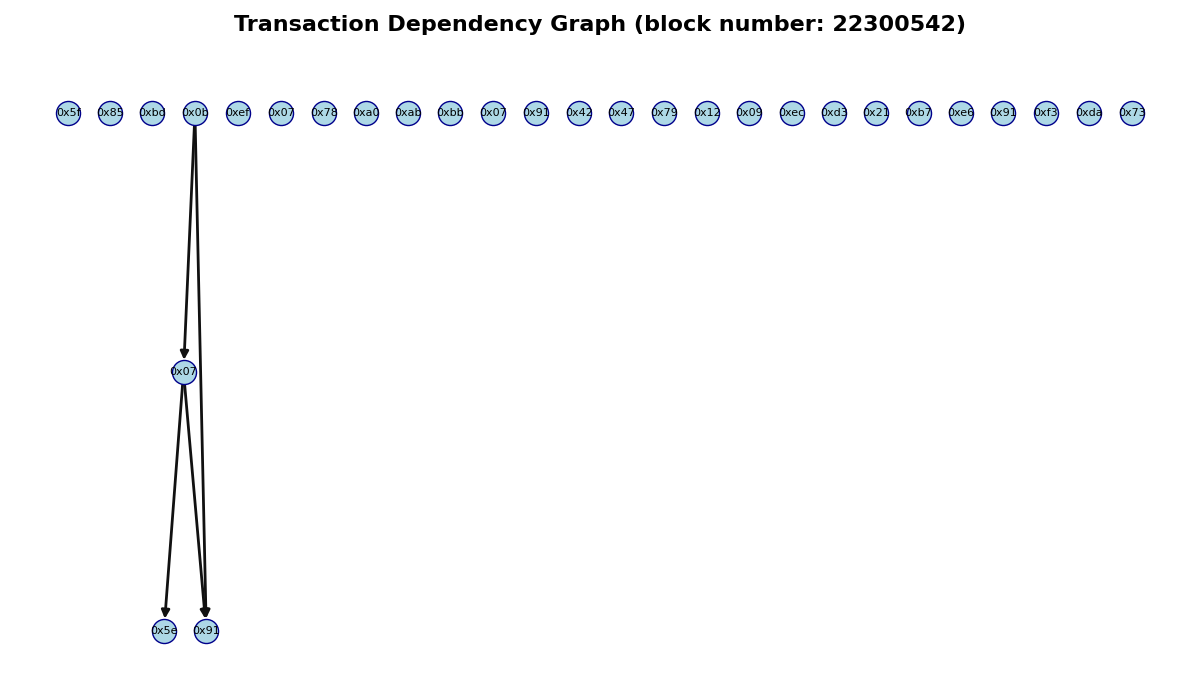 Transaction Dependency Graph (block number: 22300542)
0x5f 0x85 0xbd 0x0b 0xef 0x07 0x78 0xa0 0xab 0xbb 0x07 0x91 0x42 0x47 0x79 0x12 0x09 0xec 0xd3 0x21 0xb7 0xe6 0x91 0xf3 0xda 0x73
0x07
0x5e 0x91